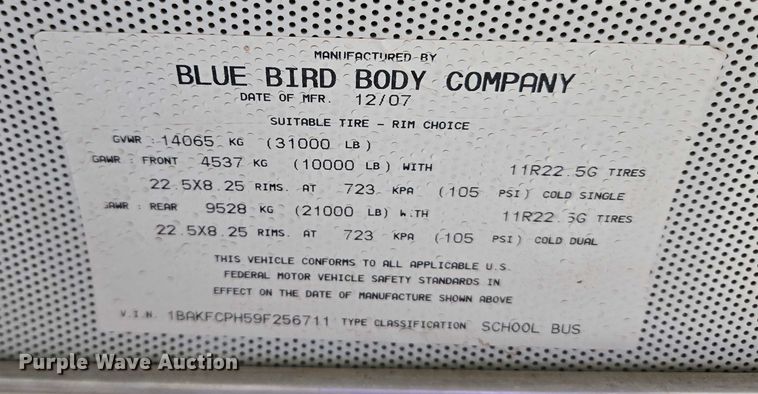 MANUFACTURED BY
BLUE BIRD BODY COMPANY
DATE OF MFR. 12/07
SUITABLE TIRE - RIM CHOICE
GVWR : 14065 KG (31000 LB)
GAWR : FRONT 4537 KG (10000 LB) WITH 11R22.5G TIRES
22.5X8.25 RIMS. AT 723 KPA (105 PSI) COLD SINGLE
GAWR : REAR 9528 KG (21000 LB) WITH 11R22.5G TIRES
22.5X8.25 RIMS. AT 723 KPA (105 PSI) COLD DUAL
THIS VEHICLE CONFORMS TO ALL APPLICABLE U.S.
FEDERAL MOTOR VEHICLE SAFETY STANDARDS IN
EFFECT ON THE DATE OF MANUFACTURE SHOWN ABOVE
V.I.N. 1BAKFCPH59F256711 TYPE CLASSIFICATION SCHOOL BUS
Purple Wave Auction